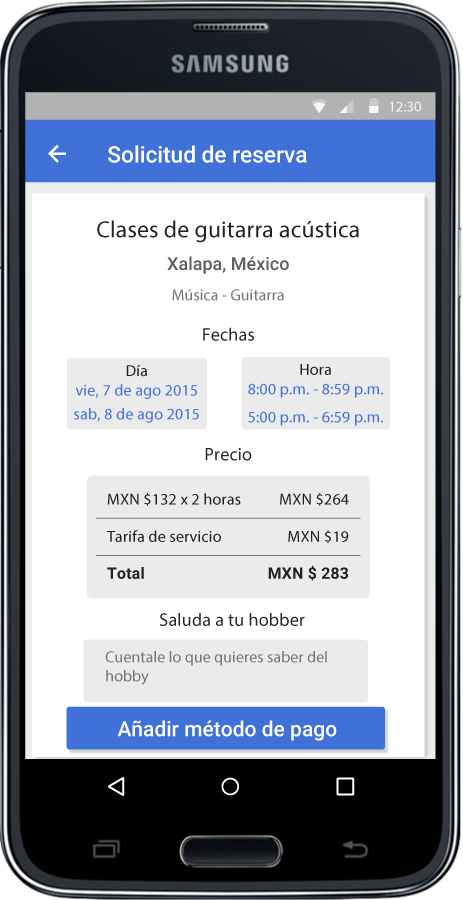 SAMSUNG
12:30
Solicitud de reserva
Clases de guitarra acústica
Xalapa, México
Música - Guitarra
Fechas
Día
vie, 7 de ago 2015
sab, 8 de ago 2015
Hora
8:00 p.m. - 8:59 p.m.
5:00 p.m. - 6:59 p.m.
Precio
MXN $132 x 2 horas MXN $264
Tarifa de servicio MXN $19
Total MXN $ 283
Saluda a tu hobber
Cuentale lo que quieres saber del
hobby
Añadir método de pago